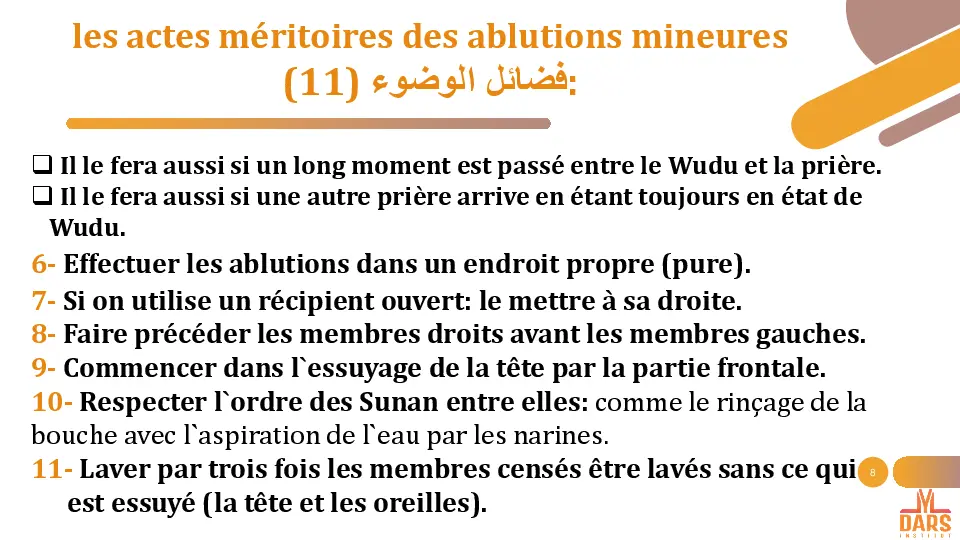 les actes méritoires des ablutions mineures
فضائل الوضوء (11):
❑ Il le fera aussi si un long moment est passé entre le Wudu et la prière.
❑ Il le fera aussi si une autre prière arrive en étant toujours en état de
Wudu.
6- Effectuer les ablutions dans un endroit propre (pure).
7- Si on utilise un récipient ouvert: le mettre à sa droite.
8- Faire précéder les membres droits avant les membres gauches.
9- Commencer dans l`essuyage de la tête par la partie frontale.
10- Respecter l`ordre des Sunan entre elles: comme le rinçage de la
bouche avec l`aspiration de l`eau par les narines.
11- Laver par trois fois les membres censés être lavés sans ce qui
est essuyé (la tête et les oreilles).
8
DARS
INSTITUT